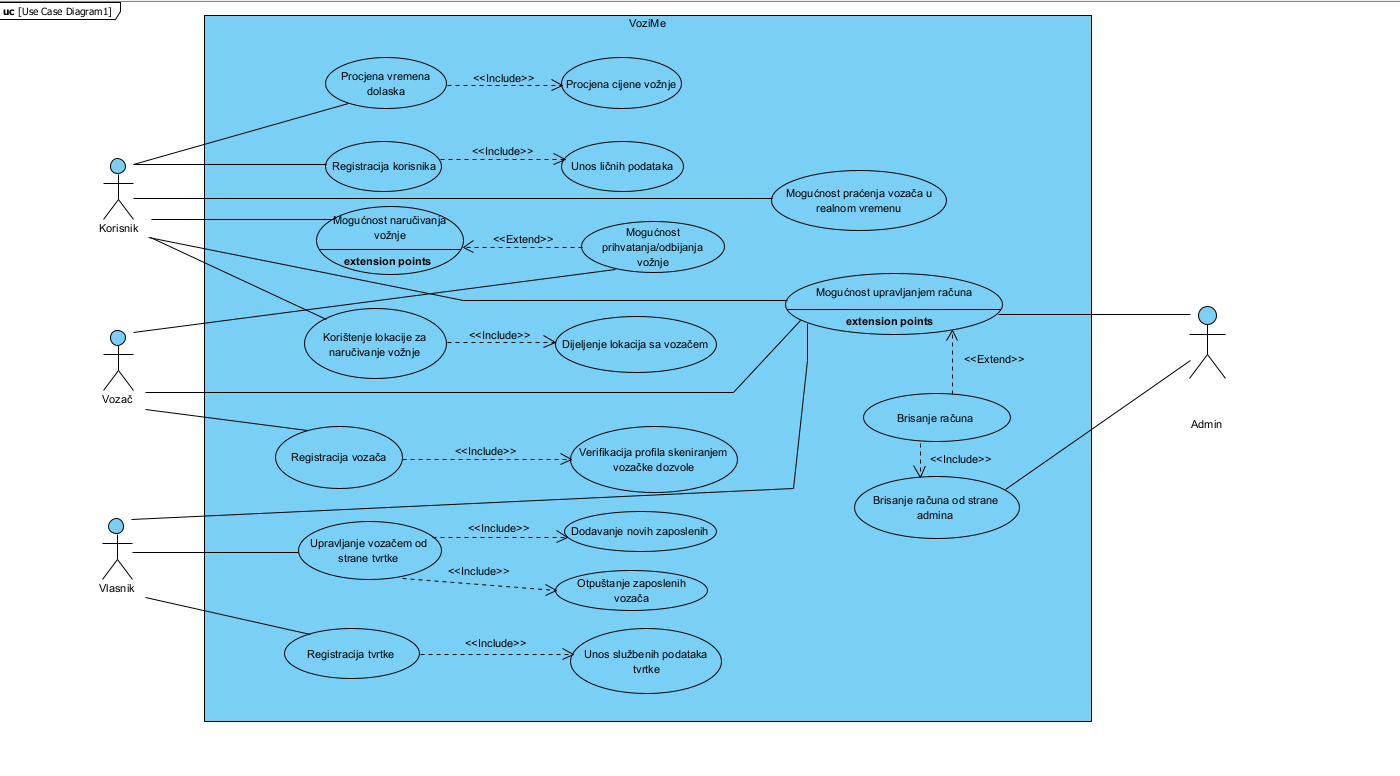 uc [Use Case Diagram1]
VoziMe
Procjena vremena
dolaska
<<Include>>
Procjena cijene vožnje
Registracija korisnika
<<Include>>
Unos ličnih podataka
Mogućnost praćenja vozača u
realnom vremenu
Korisnik
Mogućnost naručivanja
vožnje
extension points
<<Extend>>
Mogućnost
prihvatanja/odbijanja
vožnje
Mogućnost upravljanjem računa
extension points
Korištenje lokacije za
naručivanje vožnje
<<Include>>
Dijeljenje lokacija sa vozačem
<<Extend>>
Vozač
Brisanje računa
Admin
Registracija vozača
<<Include>>
Verifikacija profila skeniranjem
vozačke dozvole
<<Include>>
Brisanje računa od strane
admina
Vlasnik
Upravljanje vozačem od
strane tvrtke
<<Include>>
Dodavanje novih zaposlenih
<<Include>>
Otpuštanje zaposlenih
vozača
Registracija tvrtke
<<Include>>
Unos službenih podataka
tvrtke